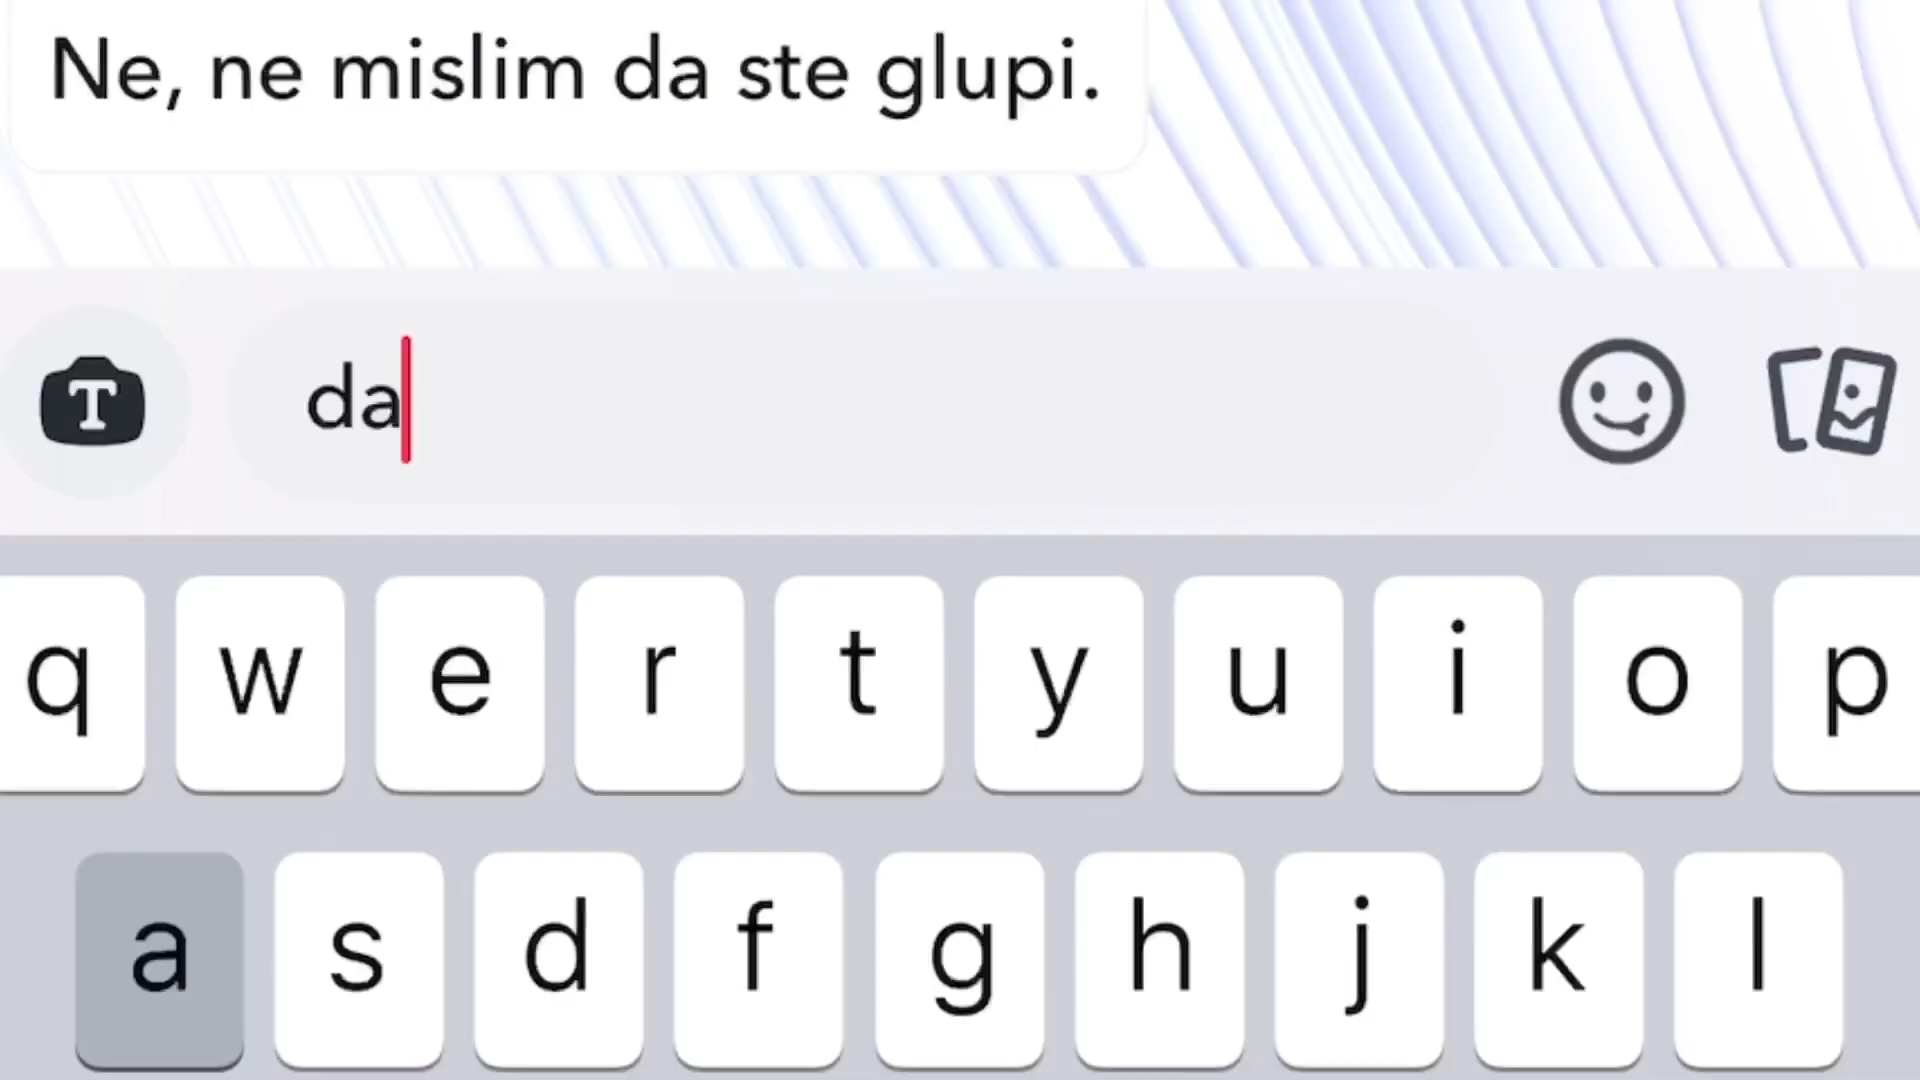 Ne, ne mislim da ste glupi.
T
da
q w e r t y u i o p
a s d f g h j k l